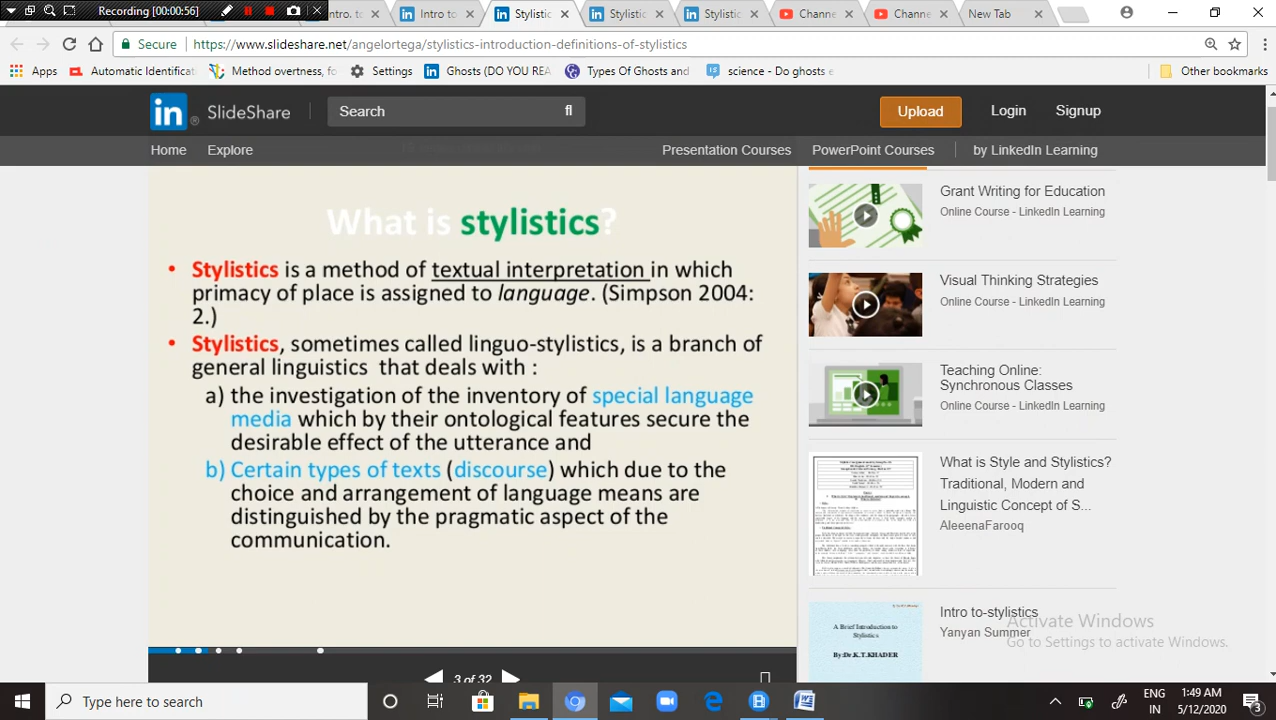 Recording [00:00:56]
Intro. to
Intro to
Stylistic
Stylistic
Stylistic
Channe
Channe
New Tab
Secure
https://www.slideshare.net/angelortega/stylistics-introduction-definitions-of-stylistics
Apps
Automatic Identificat
Method overtness, fo
Settings
Ghosts (DO YOU REA
Types Of Ghosts and
science - Do ghosts e
Other bookmarks
in SlideShare
Search
Upload
Login
Signup
Home
Explore
Presentation Courses
PowerPoint Courses
by LinkedIn Learning
What is stylistics?
• Stylistics is a method of textual interpretation in which
primacy of place is assigned to language. (Simpson 2004:
2.)
• Stylistics, sometimes called linguo-stylistics, is a branch of
general linguistics that deals with :
a) the investigation of the inventory of special language
media which by their ontological features secure the
desirable effect of the utterance and
b) Certain types of texts (discourse) which due to the
choice and arrangement of language means are
distinguished by the pragmatic aspect of the
communication.
3 of 32
Grant Writing for Education
Online Course - LinkedIn Learning
Visual Thinking Strategies
Online Course - LinkedIn Learning
Teaching Online:
Synchronous Classes
Online Course - LinkedIn Learning
What is Style and Stylistics?
Traditional, Modern and
Linguistic Concept of S...
AleeenaFarooq
A Brief Introduction to
Stylistics
By:Dr.K.T.KHADER
Intro to-stylistics
Yanyan Summer
Activate Windows
Go to Settings to activate Windows.
Type here to search
ENG
IN
1:49 AM
5/12/2020
3